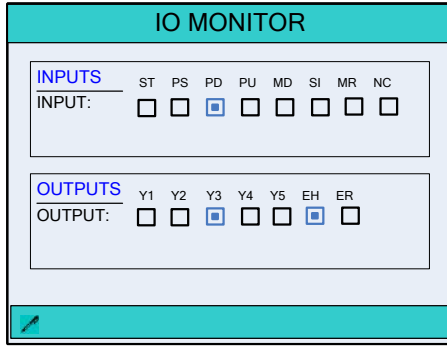 IO MONITOR
INPUTS
ST PS PD PU MD SI MR NC
INPUT:
OUTPUTS
Y1 Y2 Y3 Y4 Y5 EH ER
OUTPUT: